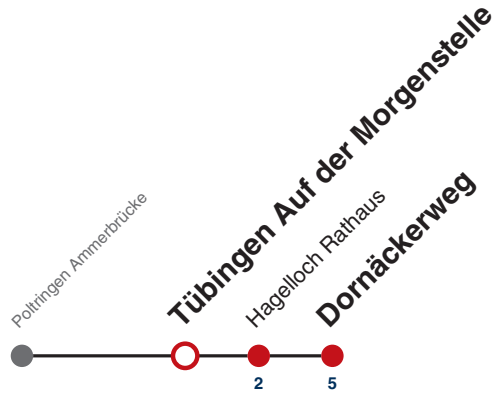 Poltringen Ammerbrücke
Tübingen Auf der Morgenstelle
Hagelloch Rathaus
Dornäckerweg
2
5